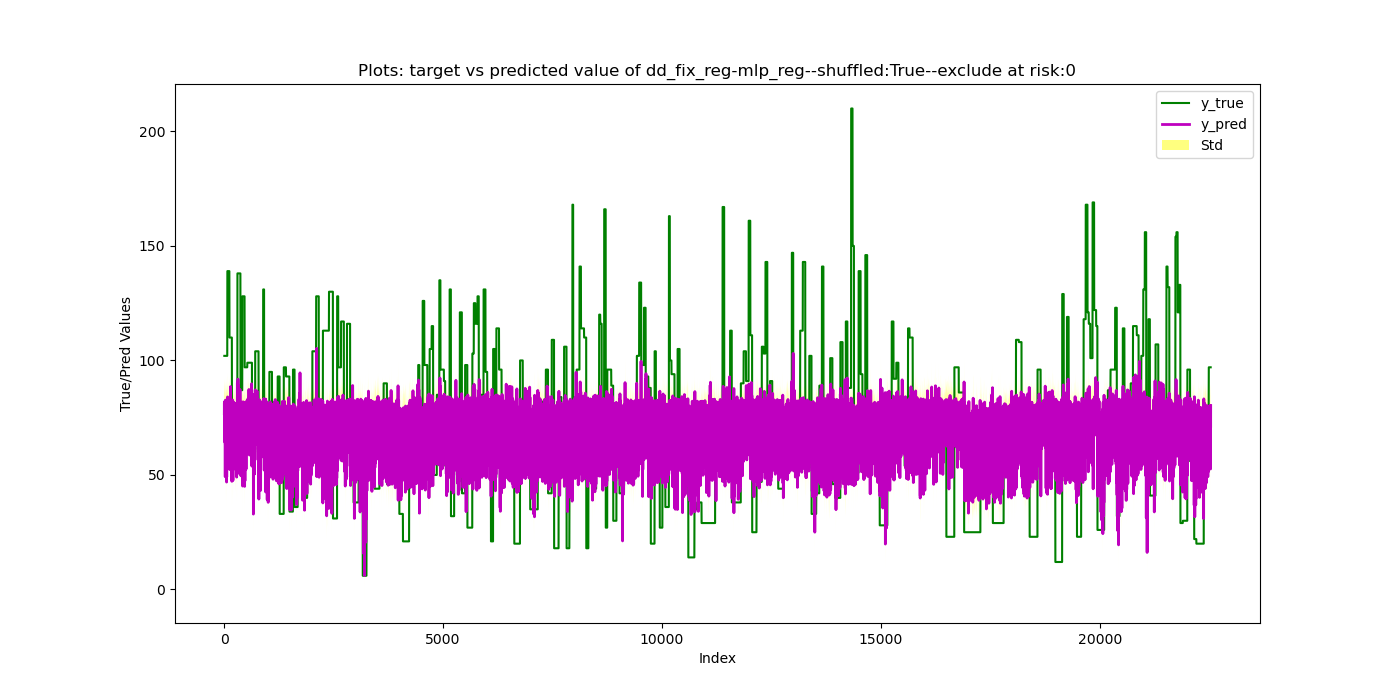 Plots: target vs predicted value of dd_fix_reg-mlp_reg--shuffled:True--exclude at risk:0
y_true
y_pred
Std
200
150
100
50
0
True/Pred Values
0
5000
10000
15000
20000
Index